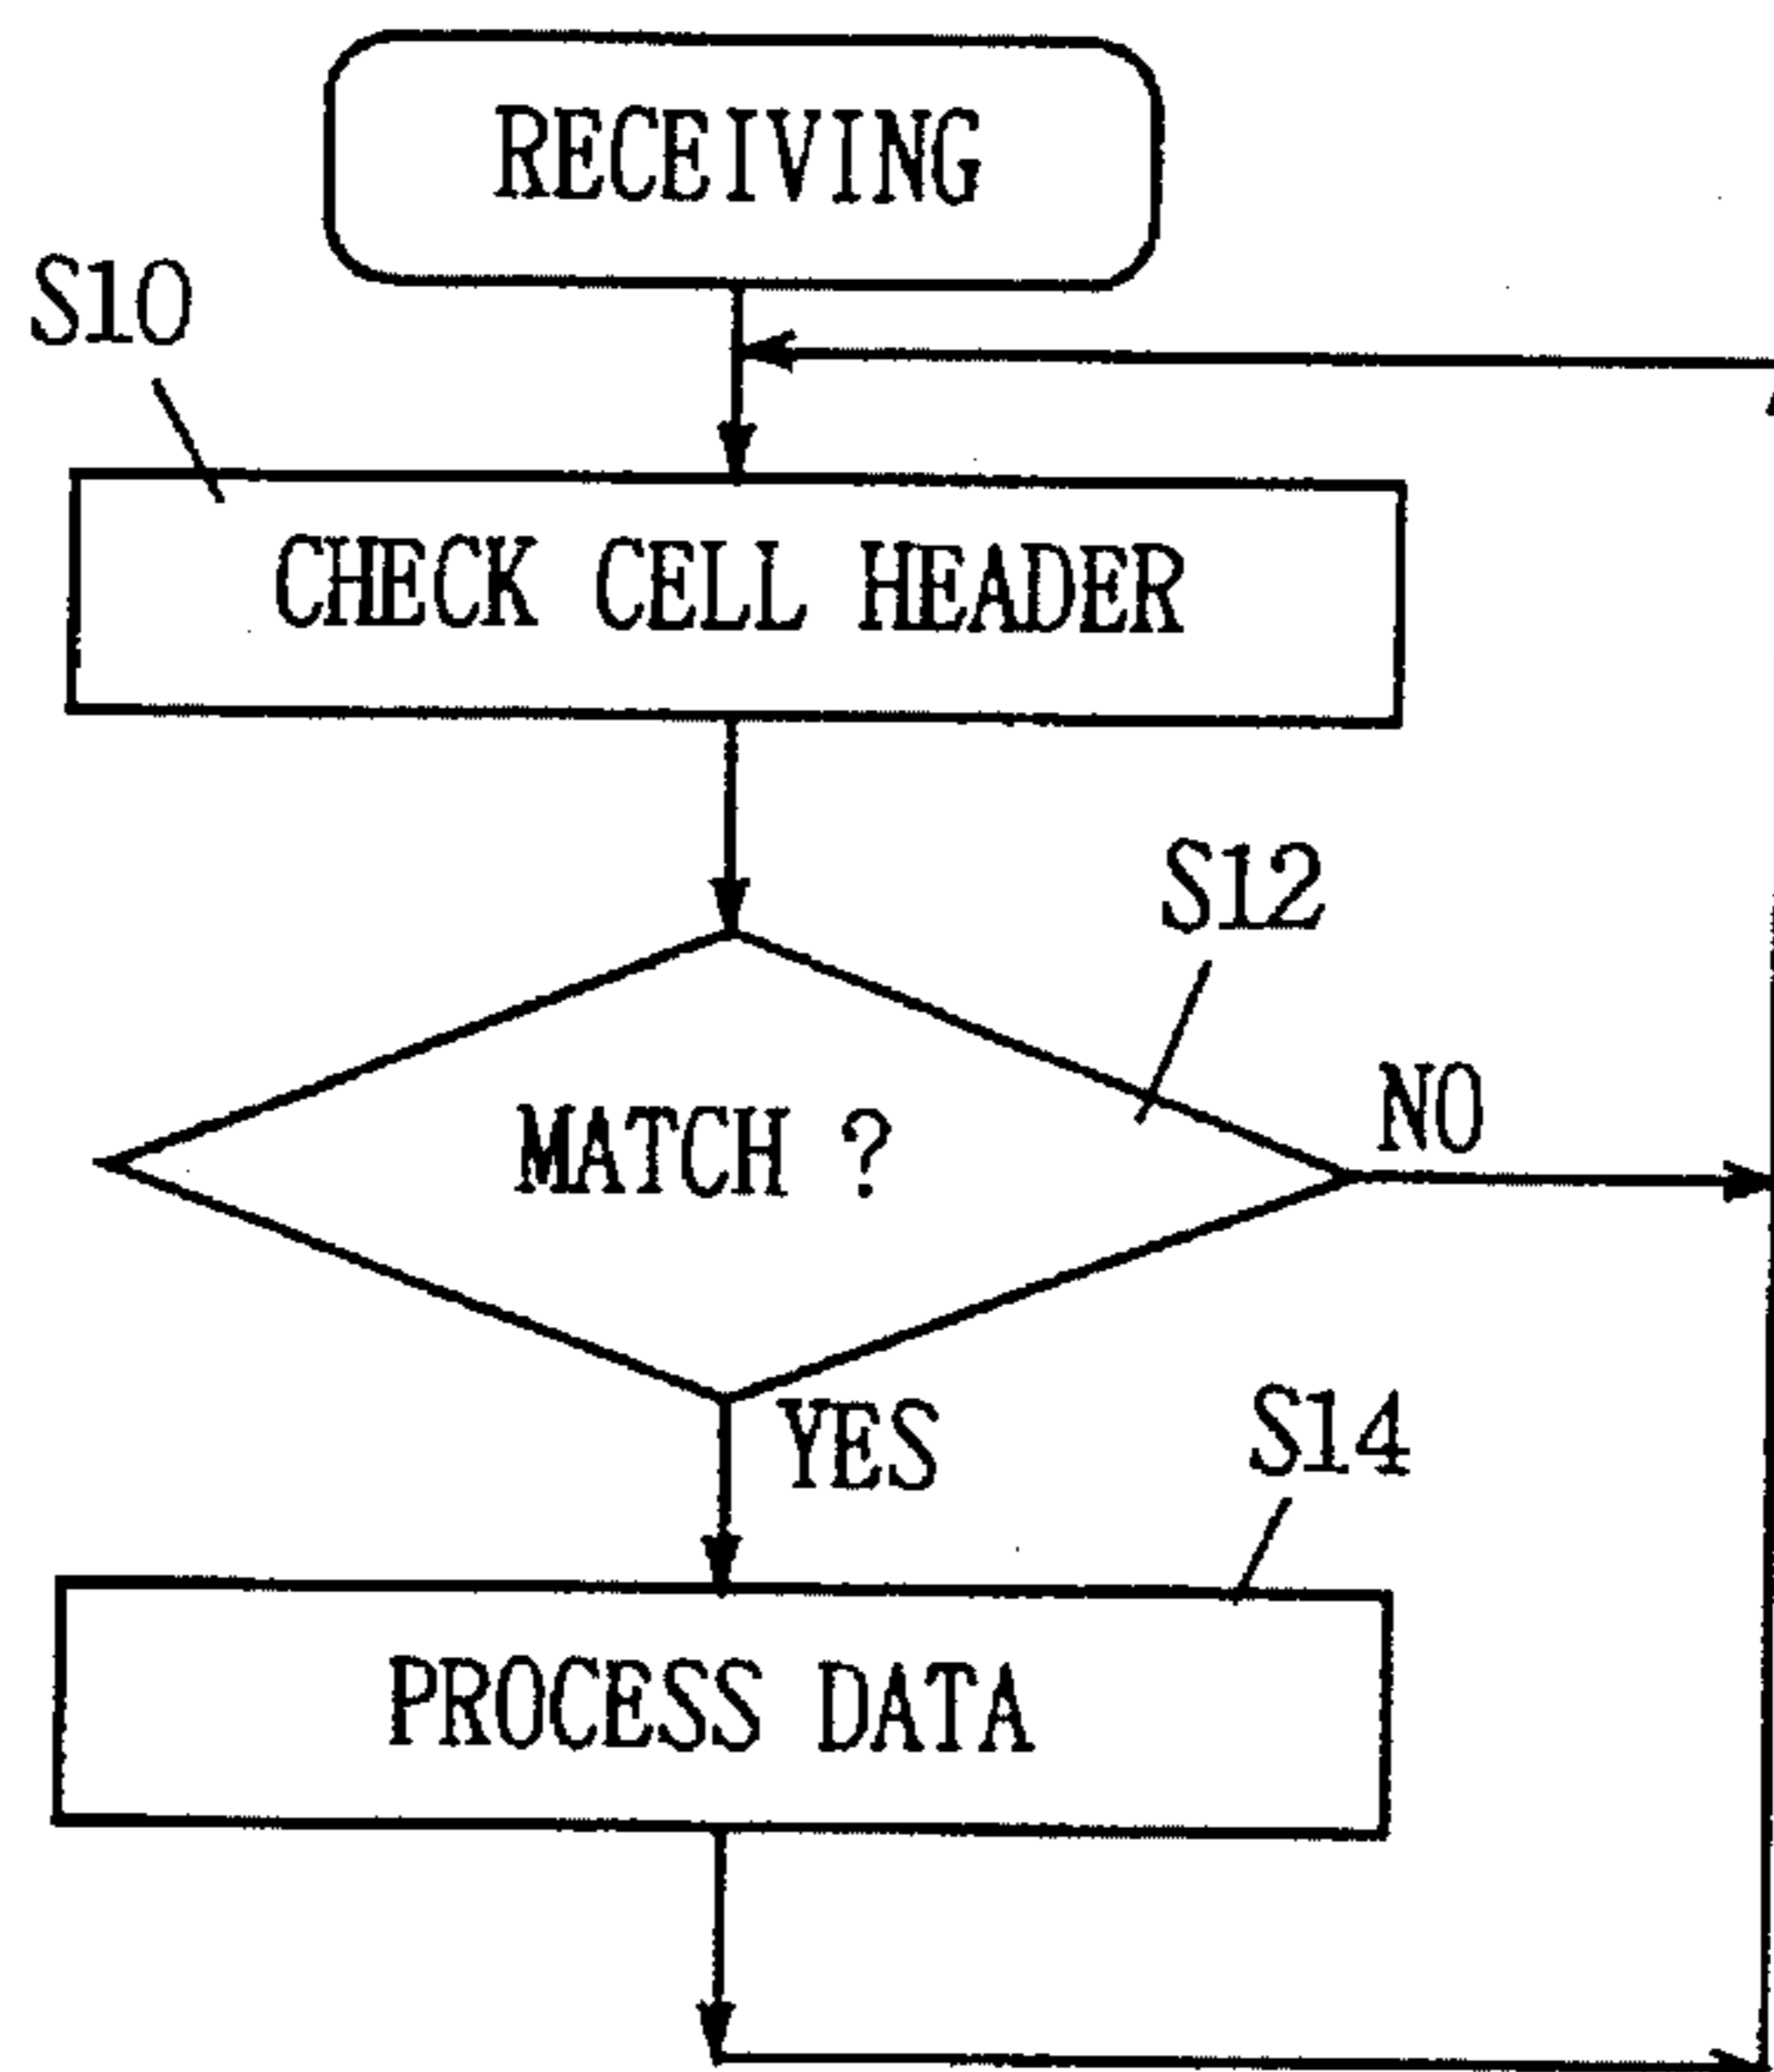 RECEIVING
S10
CHECK CELL HEADER
S12
MATCH ?
NO
YES
S14
PROCESS DATA